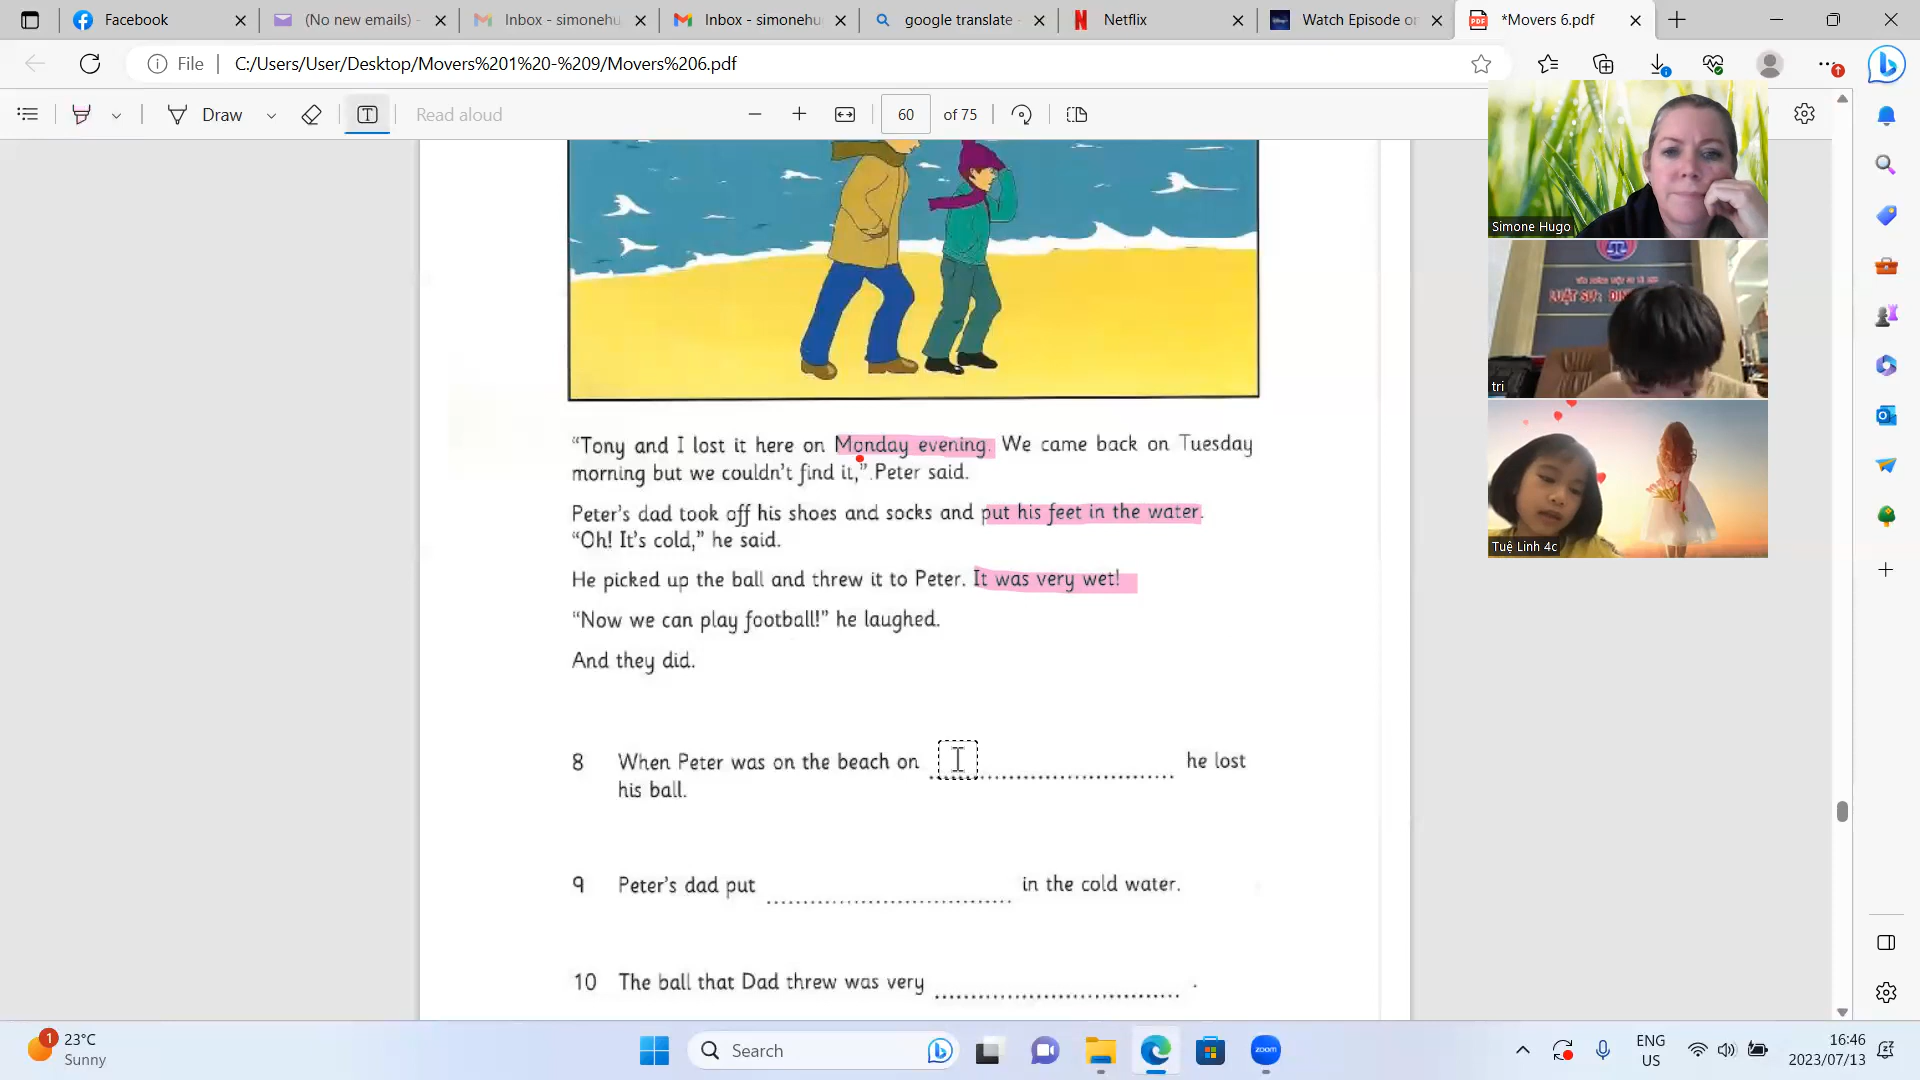 Facebook
(No new emails) -
Inbox - simonehu
Inbox - simonehu
google translate
Netflix
Watch Episode on
*Movers 6.pdf
File
C:/Users/User/Desktop/Movers%201%20-%209/Movers%206.pdf
Draw
Read aloud
60
of 75
Simone Hugo
LUẬT SƯ:
tri
Tuệ Linh 4c
“Tony and I lost it here on Monday evening. We came back on Tuesday
morning but we couldn’t find it,” Peter said.
Peter’s dad took off his shoes and socks and put his feet in the water.
“Oh! It’s cold,” he said.
He picked up the ball and threw it to Peter. It was very wet!
“Now we can play football!” he laughed.
And they did.
8 When Peter was on the beach on ........................................ he lost
his ball.
9 Peter’s dad put ........................................ in the cold water.
10 The ball that Dad threw was very ........................................ .
1
23°C
Sunny
Search
zoom
ENG
US
16:46
2023/07/13